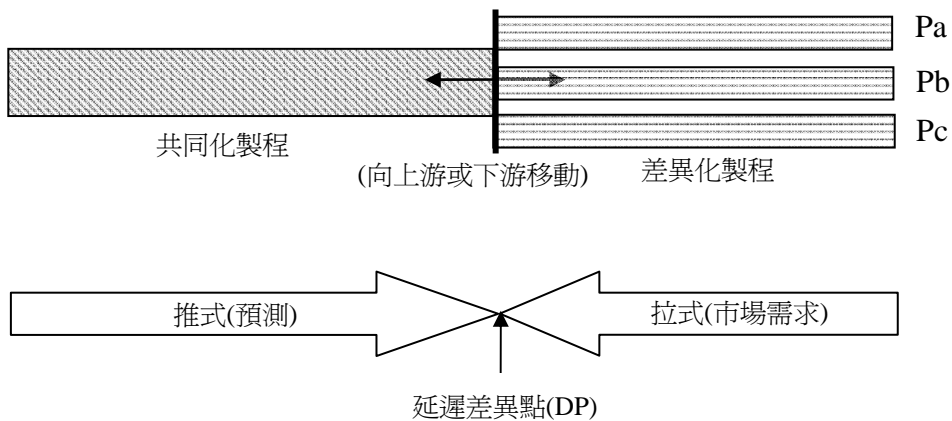 Pa
Pb
Pc
共同化製程
(向上游或下游移動)
差異化製程
推式(預測)
拉式(市場需求)
延遲差異點(DP)